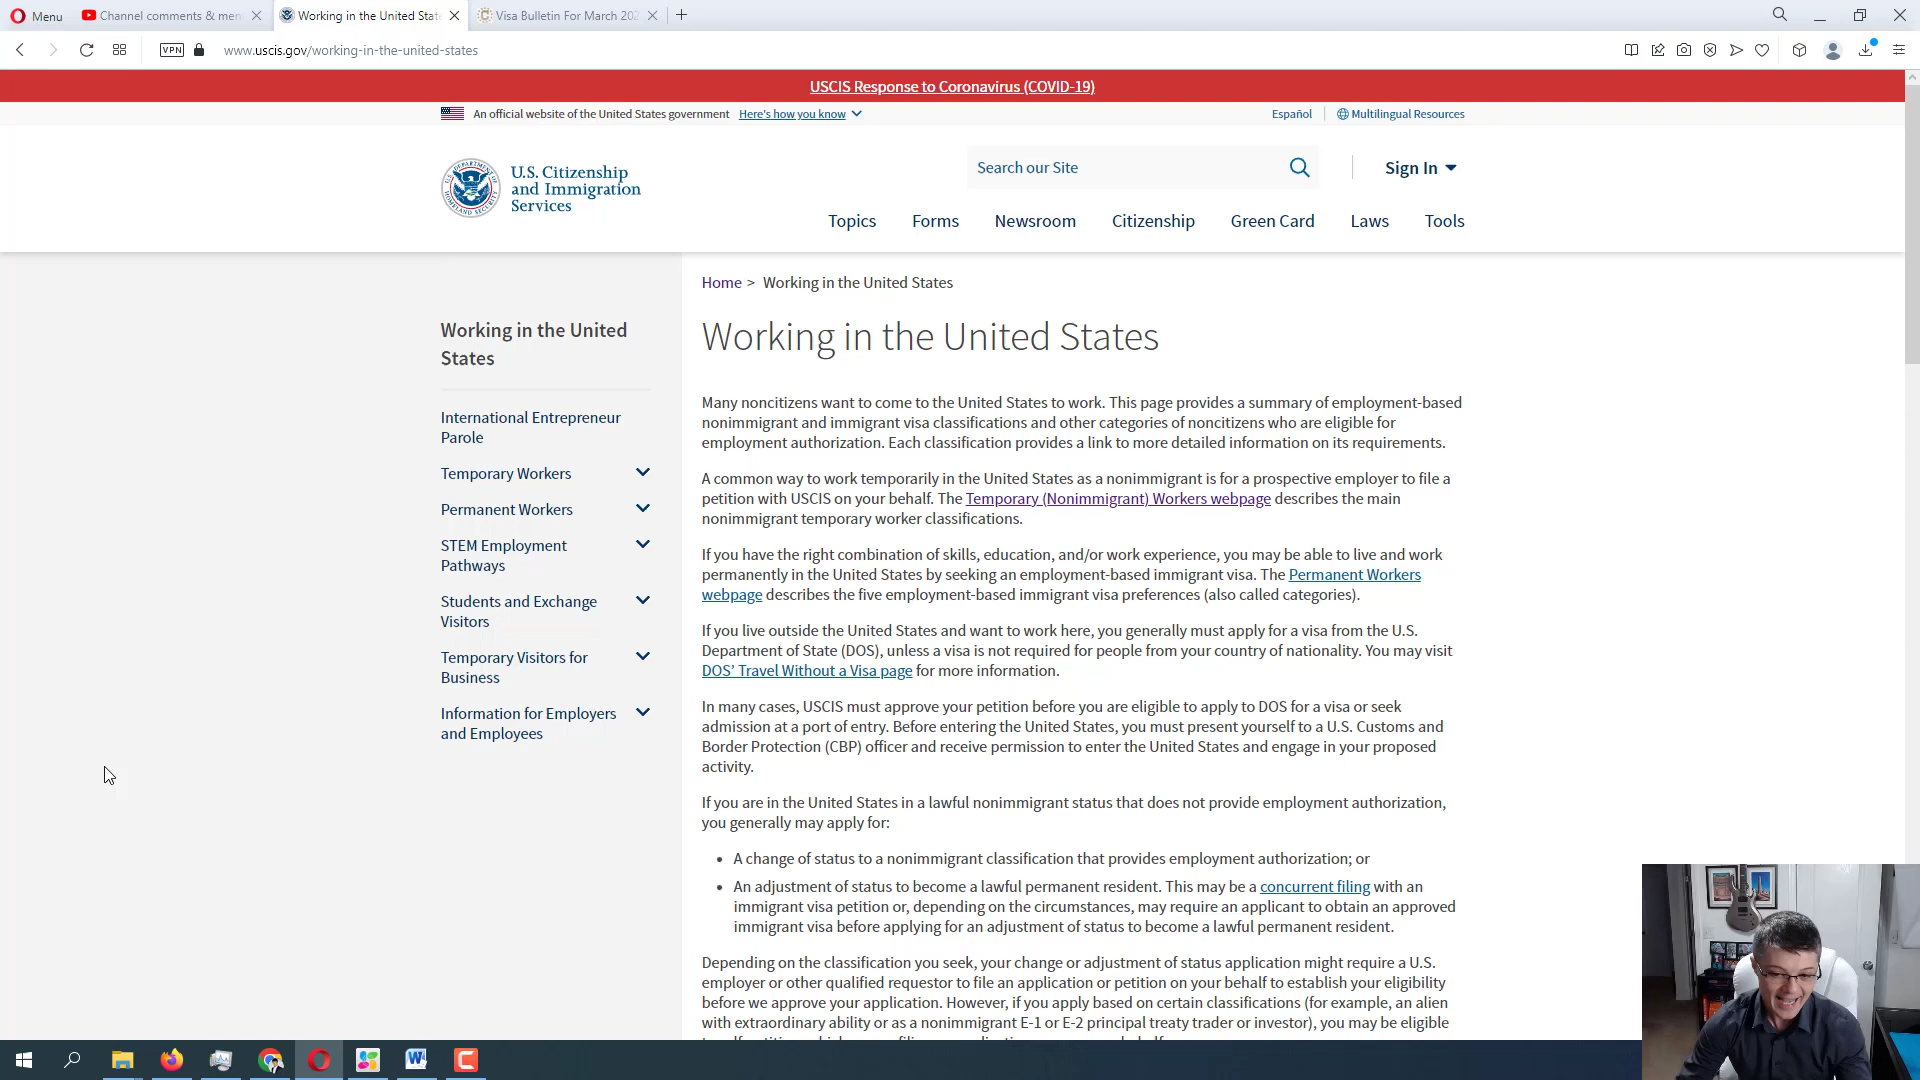 Menu
Channel comments & men
Working in the United State
Visa Bulletin For March 202
VPN
www.uscis.gov/working-in-the-united-states
USCIS Response to Coronavirus (COVID-19)
An official website of the United States government Here's how you know
Español
Multilingual Resources
U.S. Citizenship
and Immigration
Services
Search our Site
Sign In
Topics
Forms
Newsroom
Citizenship
Green Card
Laws
Tools
Home > Working in the United States
Working in the United
States
International Entrepreneur
Parole
Temporary Workers
Permanent Workers
STEM Employment
Pathways
Students and Exchange
Visitors
Temporary Visitors for
Business
Information for Employers
and Employees
Working in the United States
Many noncitizens want to come to the United States to work. This page provides a summary of employment-based
nonimmigrant and immigrant visa classifications and other categories of noncitizens who are eligible for
employment authorization. Each classification provides a link to more detailed information on its requirements.
A common way to work temporarily in the United States as a nonimmigrant is for a prospective employer to file a
petition with USCIS on your behalf. The Temporary (Nonimmigrant) Workers webpage describes the main
nonimmigrant temporary worker classifications.
If you have the right combination of skills, education, and/or work experience, you may be able to live and work
permanently in the United States by seeking an employment-based immigrant visa. The Permanent Workers
webpage describes the five employment-based immigrant visa preferences (also called categories).
If you live outside the United States and want to work here, you generally must apply for a visa from the U.S.
Department of State (DOS), unless a visa is not required for people from your country of nationality. You may visit
DOS' Travel Without a Visa page for more information.
In many cases, USCIS must approve your petition before you are eligible to apply to DOS for a visa or seek
admission at a port of entry. Before entering the United States, you must present yourself to a U.S. Customs and
Border Protection (CBP) officer and receive permission to enter the United States and engage in your proposed
activity.
If you are in the United States in a lawful nonimmigrant status that does not provide employment authorization,
you generally may apply for:
• A change of status to a nonimmigrant classification that provides employment authorization; or
• An adjustment of status to become a lawful permanent resident. This may be a concurrent filing with an
immigrant visa petition or, depending on the circumstances, may require an applicant to obtain an approved
immigrant visa before applying for an adjustment of status to become a lawful permanent resident.
Depending on the classification you seek, your change or adjustment of status application might require a U.S.
employer or other qualified requestor to file an application or petition on your behalf to establish your eligibility
before we approve your application. However, if you apply based on certain classifications (for example, an alien
with extraordinary ability or as a nonimmigrant E-1 or E-2 principal treaty trader or investor), you may be eligible